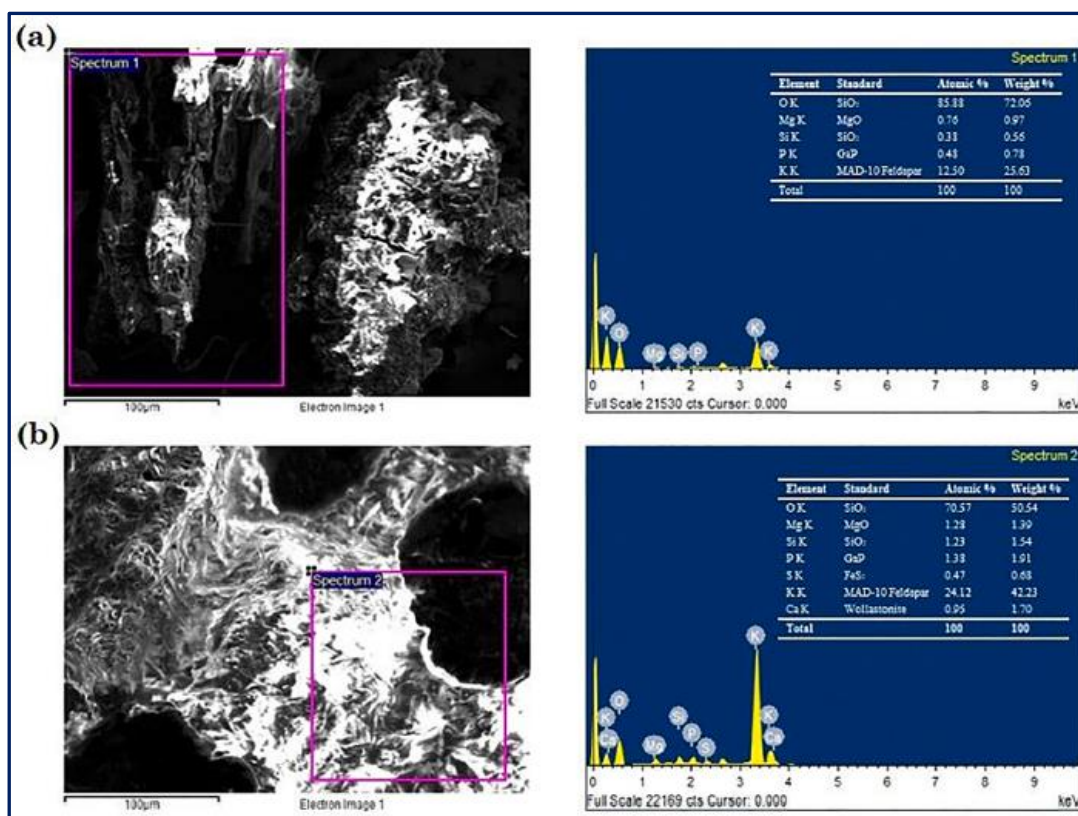 (a)
Spectrum 1
100µm
Electron Image 1
Spectrum 1
Element Standard Atomic % Weight %
O K SiO₂ 85.88 72.06
Mg K MgO 0.76 0.97
Si K SiO₂ 0.38 0.56
P K GaP 0.48 0.78
K K MAD-10 Feldspar 12.50 25.63
Total 100 100
K O Mg Si P K K
0 1 2 3 4 5 6 7 8 9
Full Scale 21530 cts Cursor: 0.000 keV
(b)
Spectrum 2
100µm
Electron Image 1
Spectrum 2
Element Standard Atomic % Weight %
O K SiO₂ 70.57 50.54
Mg K MgO 1.28 1.39
Si K SiO₂ 1.23 1.54
P K GaP 1.38 1.91
S K FeS₂ 0.47 0.68
K K MAD-10 Feldspar 24.12 42.23
Ca K Wollastonite 0.95 1.70
Total 100 100
K Ca O Mg Si P S K K Ca
0 1 2 3 4 5 6 7 8 9
Full Scale 22169 cts Cursor: 0.000 keV